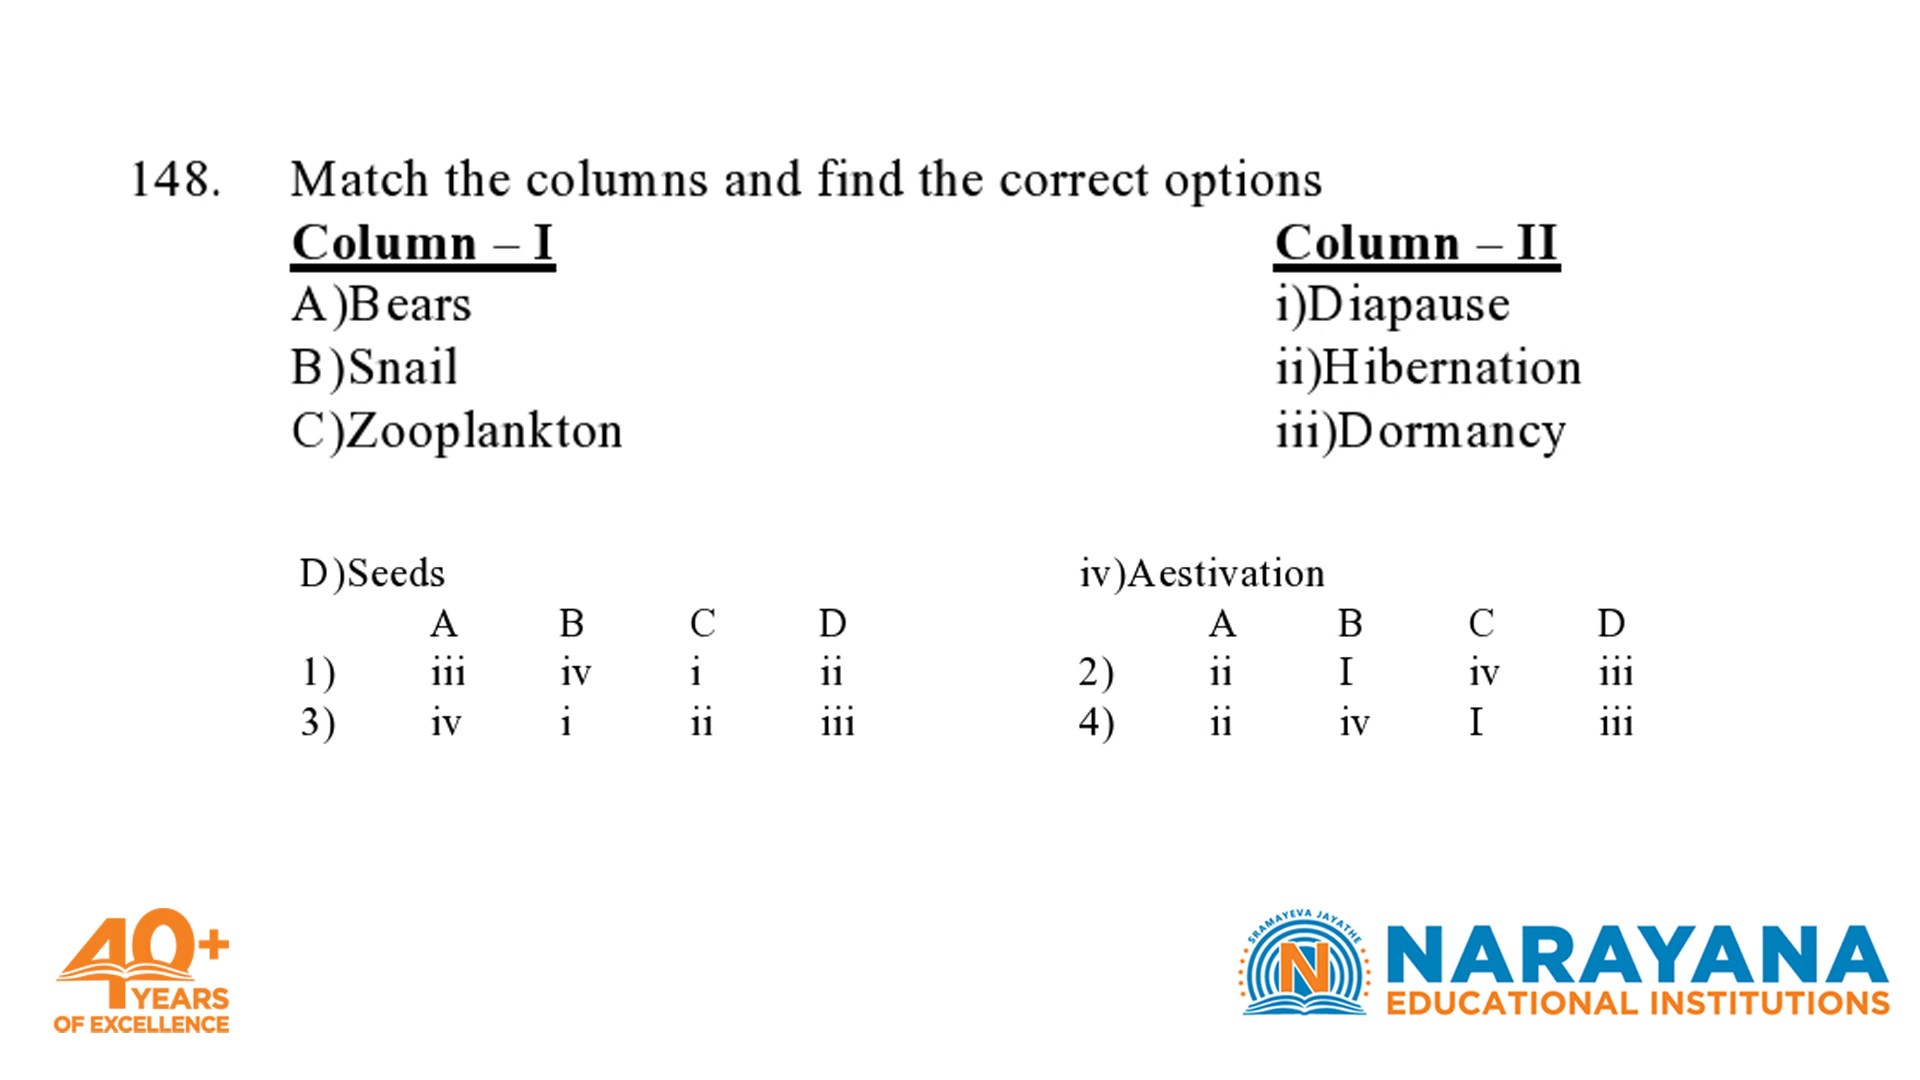 148. Match the columns and find the correct options
Column – I Column – II
A)Bears i)Diapause
B)Snail ii)Hibernation
C)Zooplankton iii)Dormancy
D)Seeds iv)Aestivation
A B C D A B C D
1) iii iv i ii 2) ii I iv iii
3) iv i ii iii 4) ii iv I iii
40+
YEARS
OF EXCELLENCE
SRAMAYEVA JAYATHE
N
NARAYANA
EDUCATIONAL INSTITUTIONS